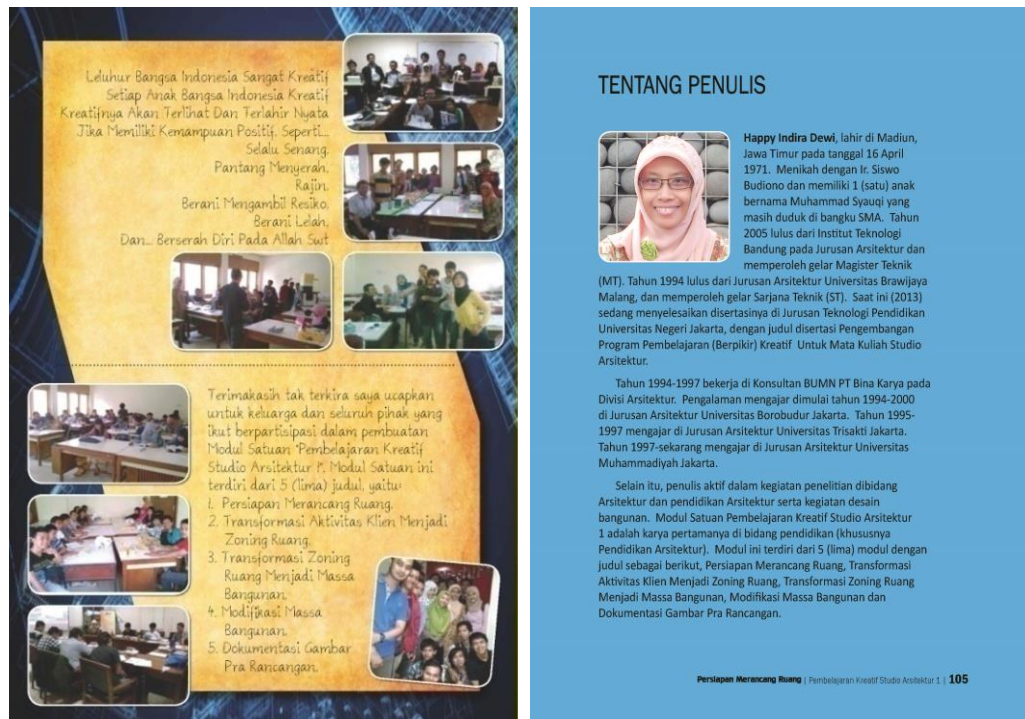 Leluhur Bangsa Indonesia Sangat Kreatif
Setiap Anak Bangsa Indonesia Kreatif
Kreatifnya Akan Terlihat Dan Terlahir Nyata
Jika Memiliki Kemampuan Positif, Seperti...
Selalu Senang,
Pantang Menyerah,
Rajin,
Berani Mengambil Resiko,
Berani Lelah,
Dan... Berserah Diri Pada Allah Swt
Terimakasih tak terkira saya ucapkan
untuk keluarga dan seluruh pihak yang
ikut berpartisipasi dalam pembuatan
Modul Satuan "Pembelajaran Kreatif
Studio Arsitektur 1". Modul Satuan ini
terdiri dari 5 (lima) judul, yaitu:
1. Persiapan Merancang Ruang.
2. Transformasi Aktivitas Klien Menjadi
Zoning Ruang.
3. Transformasi Zoning
Ruang Menjadi Massa
Bangunan.
4. Modifikasi Massa
Bangunan.
5. Dokumentasi Gambar
Pra Rancangan.
TENTANG PENULIS
Happy Indira Dewi, lahir di Madiun,
Jawa Timur pada tanggal 16 April
1971. Menikah dengan Ir. Siswo
Budiono dan memiliki 1 (satu) anak
bernama Muhammad Syauqi yang
masih duduk di bangku SMA. Tahun
2005 lulus dari Institut Teknologi
Bandung pada Jurusan Arsitektur dan
memperoleh gelar Magister Teknik
(MT). Tahun 1994 lulus dari Jurusan Arsitektur Universitas Brawijaya
Malang, dan memperoleh gelar Sarjana Teknik (ST). Saat ini (2013)
sedang menyelesaikan disertasinya di Jurusan Teknologi Pendidikan
Universitas Negeri Jakarta, dengan judul disertasi Pengembangan
Program Pembelajaran (Berpikir) Kreatif Untuk Mata Kuliah Studio
Arsitektur.
Tahun 1994-1997 bekerja di Konsultan BUMN PT Bina Karya pada
Divisi Arsitektur. Pengalaman mengajar dimulai tahun 1994-2000
di Jurusan Arsitektur Universitas Borobudur Jakarta. Tahun 1995-
1997 mengajar di Jurusan Arsitektur Universitas Trisakti Jakarta.
Tahun 1997-sekarang mengajar di Jurusan Arsitektur Universitas
Muhammadiyah Jakarta.
Selain itu, penulis aktif dalam kegiatan penelitian dibidang
Arsitektur dan pendidikan Arsitektur serta kegiatan desain
bangunan. Modul Satuan Pembelajaran Kreatif Studio Arsitektur
1 adalah karya pertamanya di bidang pendidikan (khususnya
Pendidikan Arsitektur). Modul ini terdiri dari 5 (lima) modul dengan
judul sebagai berikut, Persiapan Merancang Ruang, Transformasi
Aktivitas Klien Menjadi Zoning Ruang, Transformasi Zoning Ruang
Menjadi Massa Bangunan, Modifikasi Massa Bangunan dan
Dokumentasi Gambar Pra Rancangan.
Persiapan Merancang Ruang | Pembelajaran Kreatif Studio Arsitektur 1 | 105